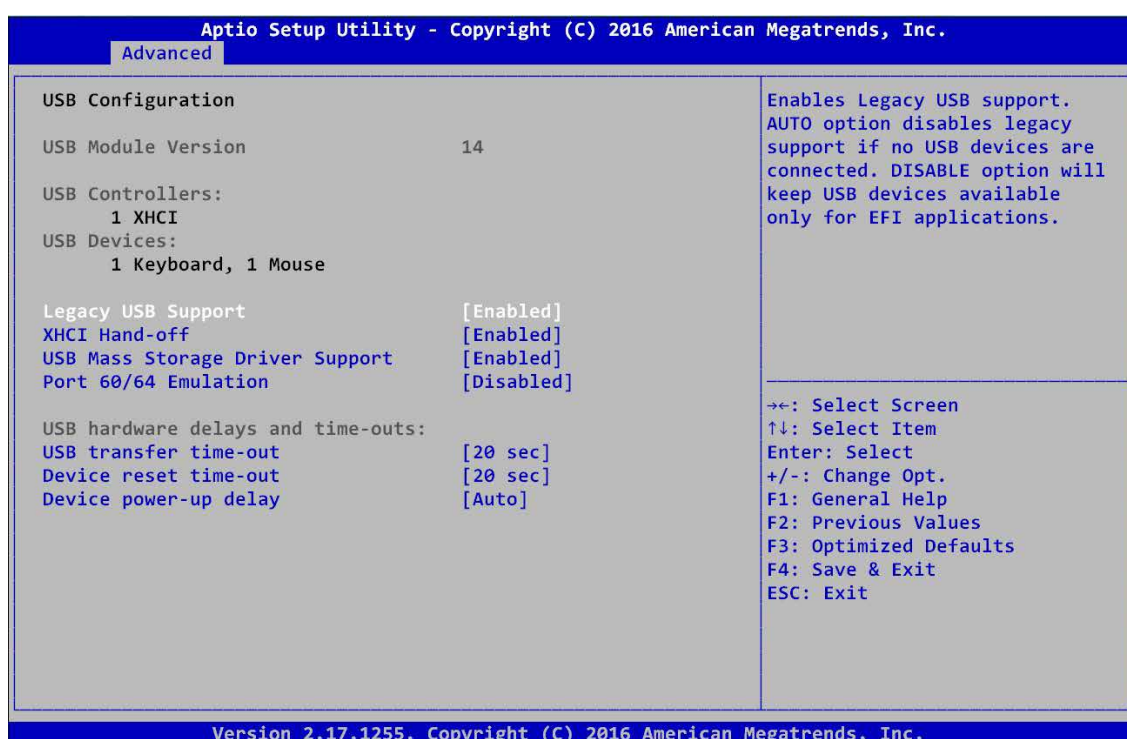 Aptio Setup Utility - Copyright (C) 2016 American Megatrends, Inc.
Advanced
USB Configuration
USB Module Version 14
USB Controllers:
1 XHCI
USB Devices:
1 Keyboard, 1 Mouse
Legacy USB Support [Enabled]
XHCI Hand-off [Enabled]
USB Mass Storage Driver Support [Enabled]
Port 60/64 Emulation [Disabled]
USB hardware delays and time-outs:
USB transfer time-out [20 sec]
Device reset time-out [20 sec]
Device power-up delay [Auto]
Enables Legacy USB support.
AUTO option disables legacy
support if no USB devices are
connected. DISABLE option will
keep USB devices available
only for EFI applications.
→←: Select Screen
↑↓: Select Item
Enter: Select
+/-: Change Opt.
F1: General Help
F2: Previous Values
F3: Optimized Defaults
F4: Save & Exit
ESC: Exit
Version 2.17.1255. Copyright (C) 2016 American Megatrends, Inc.